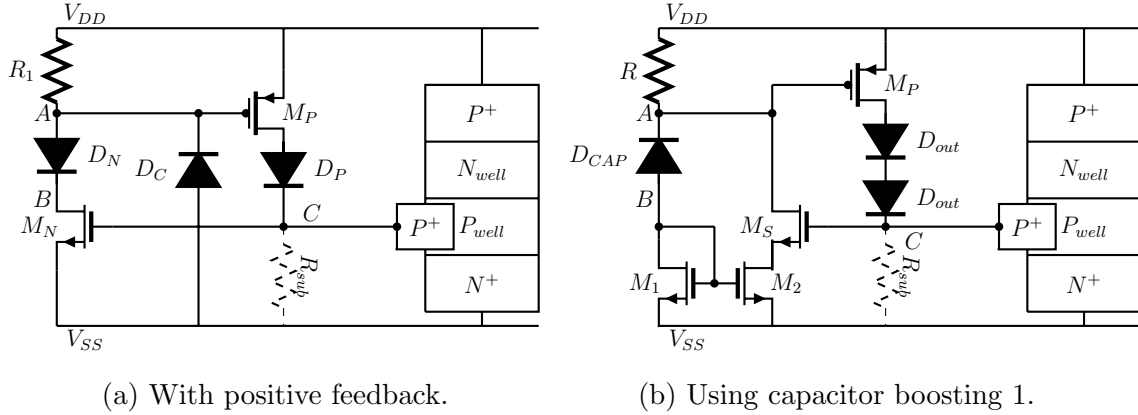 V_DD
R_1
A
D_N
B
M_N
D_C
M_P
D_P
C
R_sub
P^+
N_well
P^+
P_well
N^+
V_SS
(a) With positive feedback.
V_DD
R
A
D_CAP
B
M_1
M_2
M_S
M_P
D_out
D_out
C
R_sub
P^+
N_well
P^+
P_well
N^+
V_SS
(b) Using capacitor boosting 1.